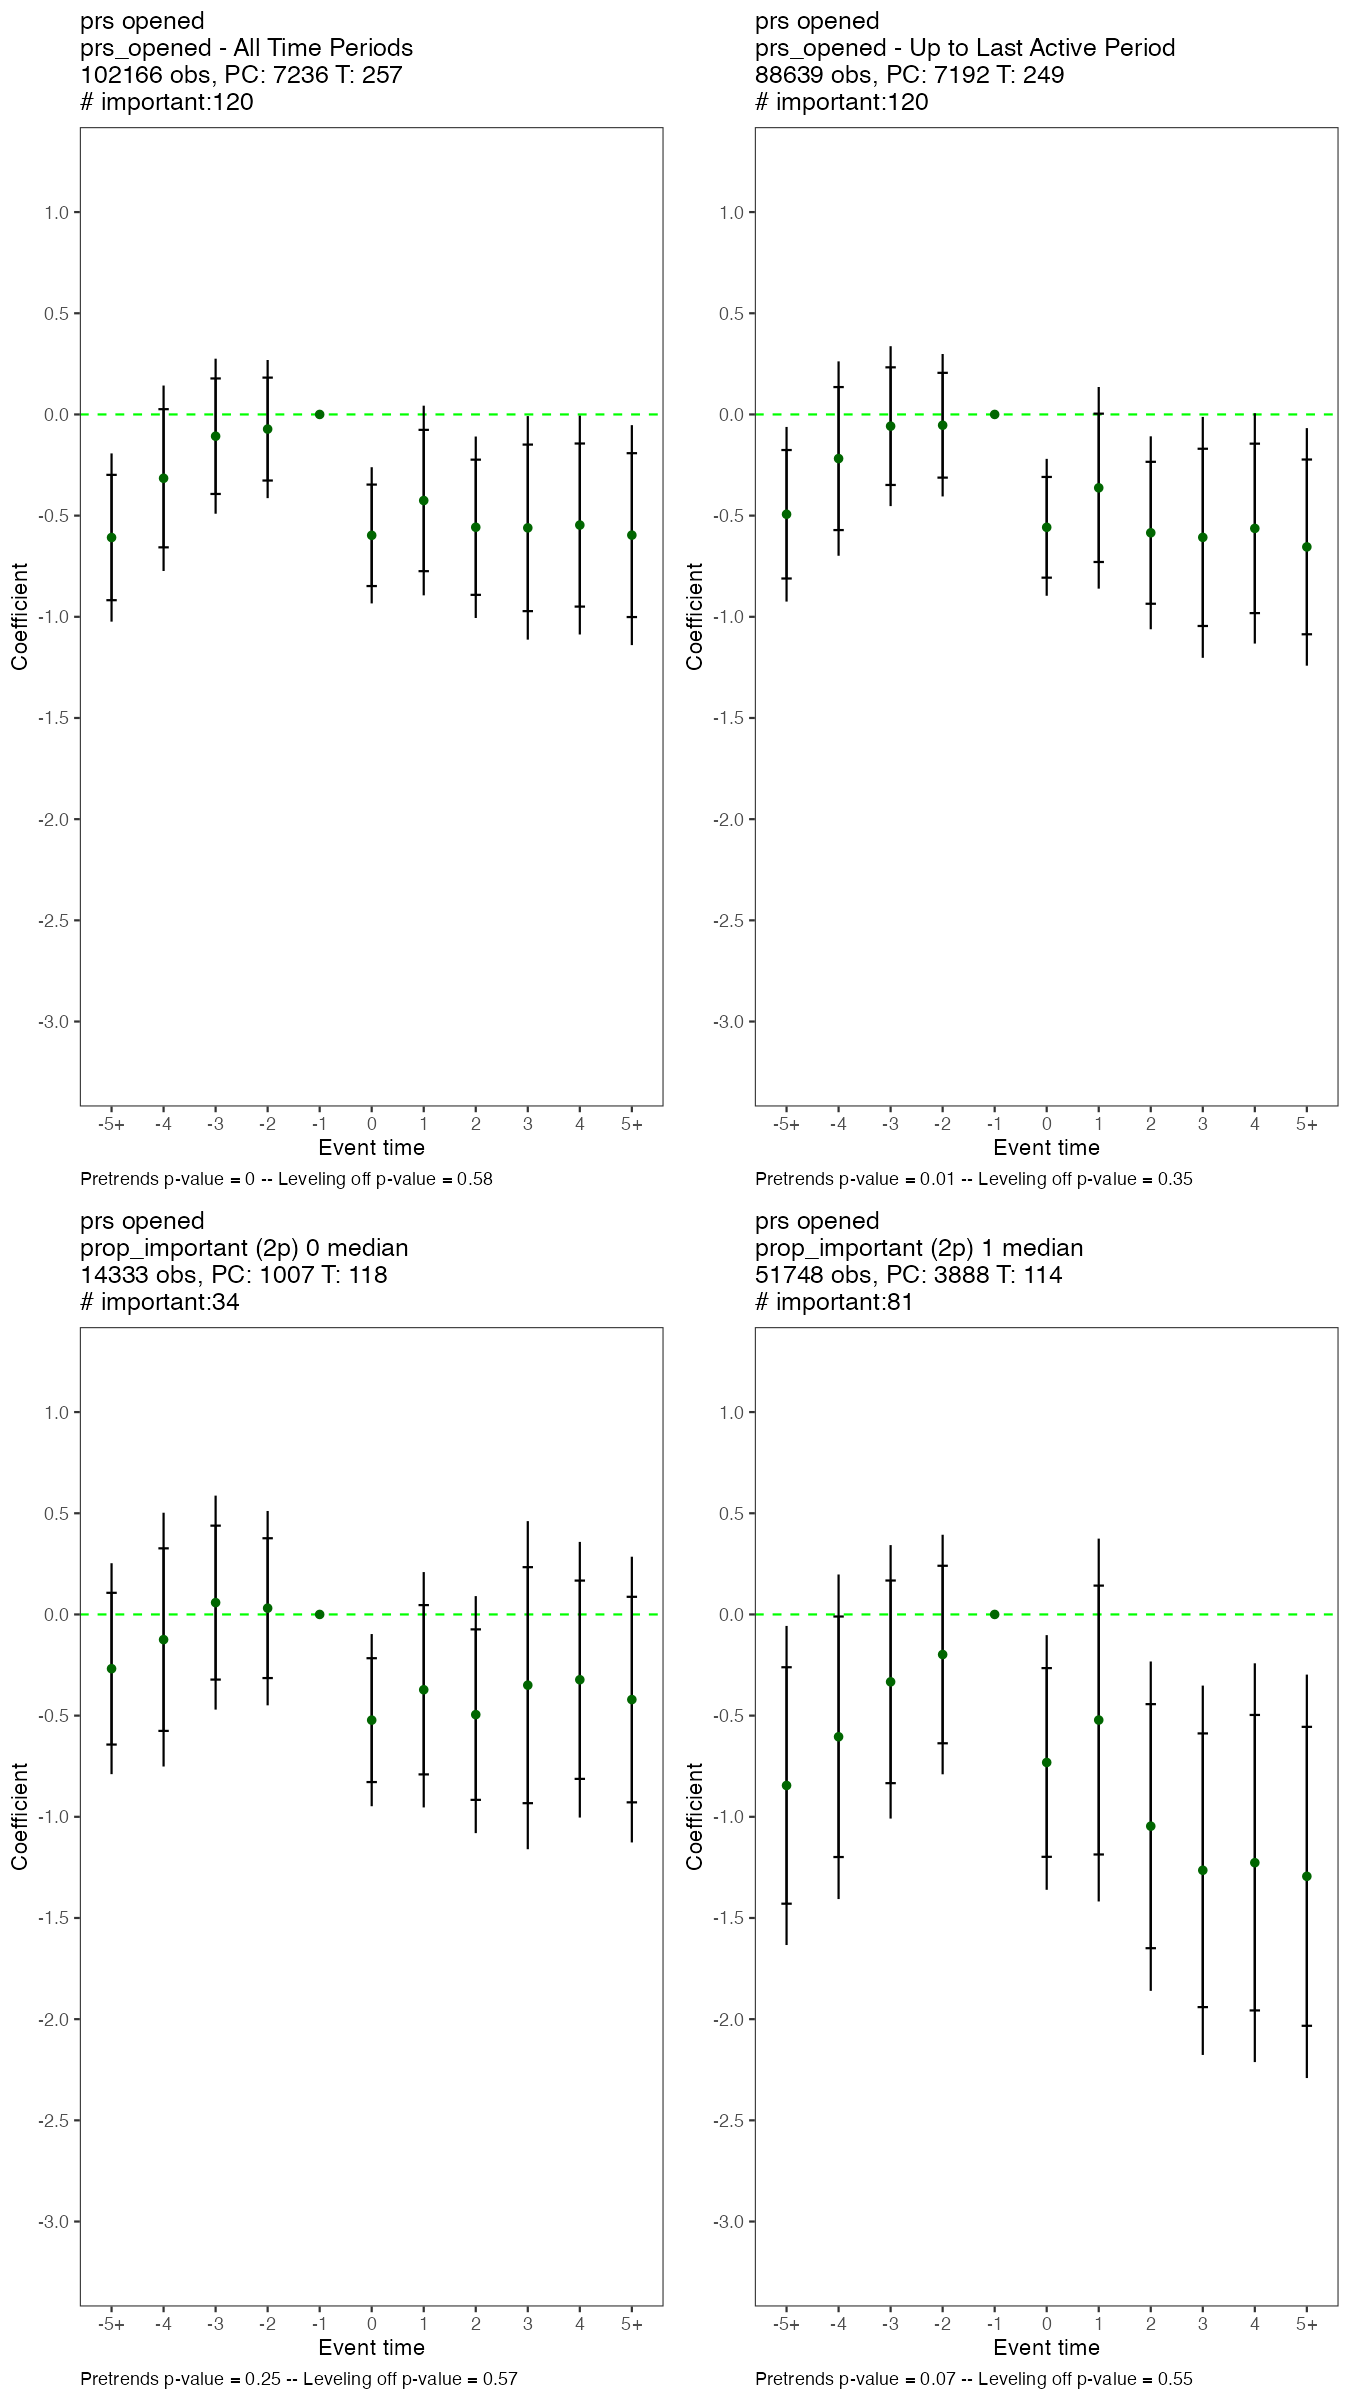 prs opened
prs_opened - All Time Periods
102166 obs, PC: 7236 T: 257
# important:120
Coefficient
1.0
0.5
0.0
-0.5
-1.0
-1.5
-2.0
-2.5
-3.0
-5+ -4 -3 -2 -1 0 1 2 3 4 5+
Event time
Pretrends p-value = 0 -- Leveling off p-value = 0.58
prs opened
prs_opened - Up to Last Active Period
88639 obs, PC: 7192 T: 249
# important:120
Coefficient
1.0
0.5
0.0
-0.5
-1.0
-1.5
-2.0
-2.5
-3.0
-5+ -4 -3 -2 -1 0 1 2 3 4 5+
Event time
Pretrends p-value = 0.01 -- Leveling off p-value = 0.35
prs opened
prop_important (2p) 0 median
14333 obs, PC: 1007 T: 118
# important:34
Coefficient
1.0
0.5
0.0
-0.5
-1.0
-1.5
-2.0
-2.5
-3.0
-5+ -4 -3 -2 -1 0 1 2 3 4 5+
Event time
Pretrends p-value = 0.25 -- Leveling off p-value = 0.57
prs opened
prop_important (2p) 1 median
51748 obs, PC: 3888 T: 114
# important:81
Coefficient
1.0
0.5
0.0
-0.5
-1.0
-1.5
-2.0
-2.5
-3.0
-5+ -4 -3 -2 -1 0 1 2 3 4 5+
Event time
Pretrends p-value = 0.07 -- Leveling off p-value = 0.55